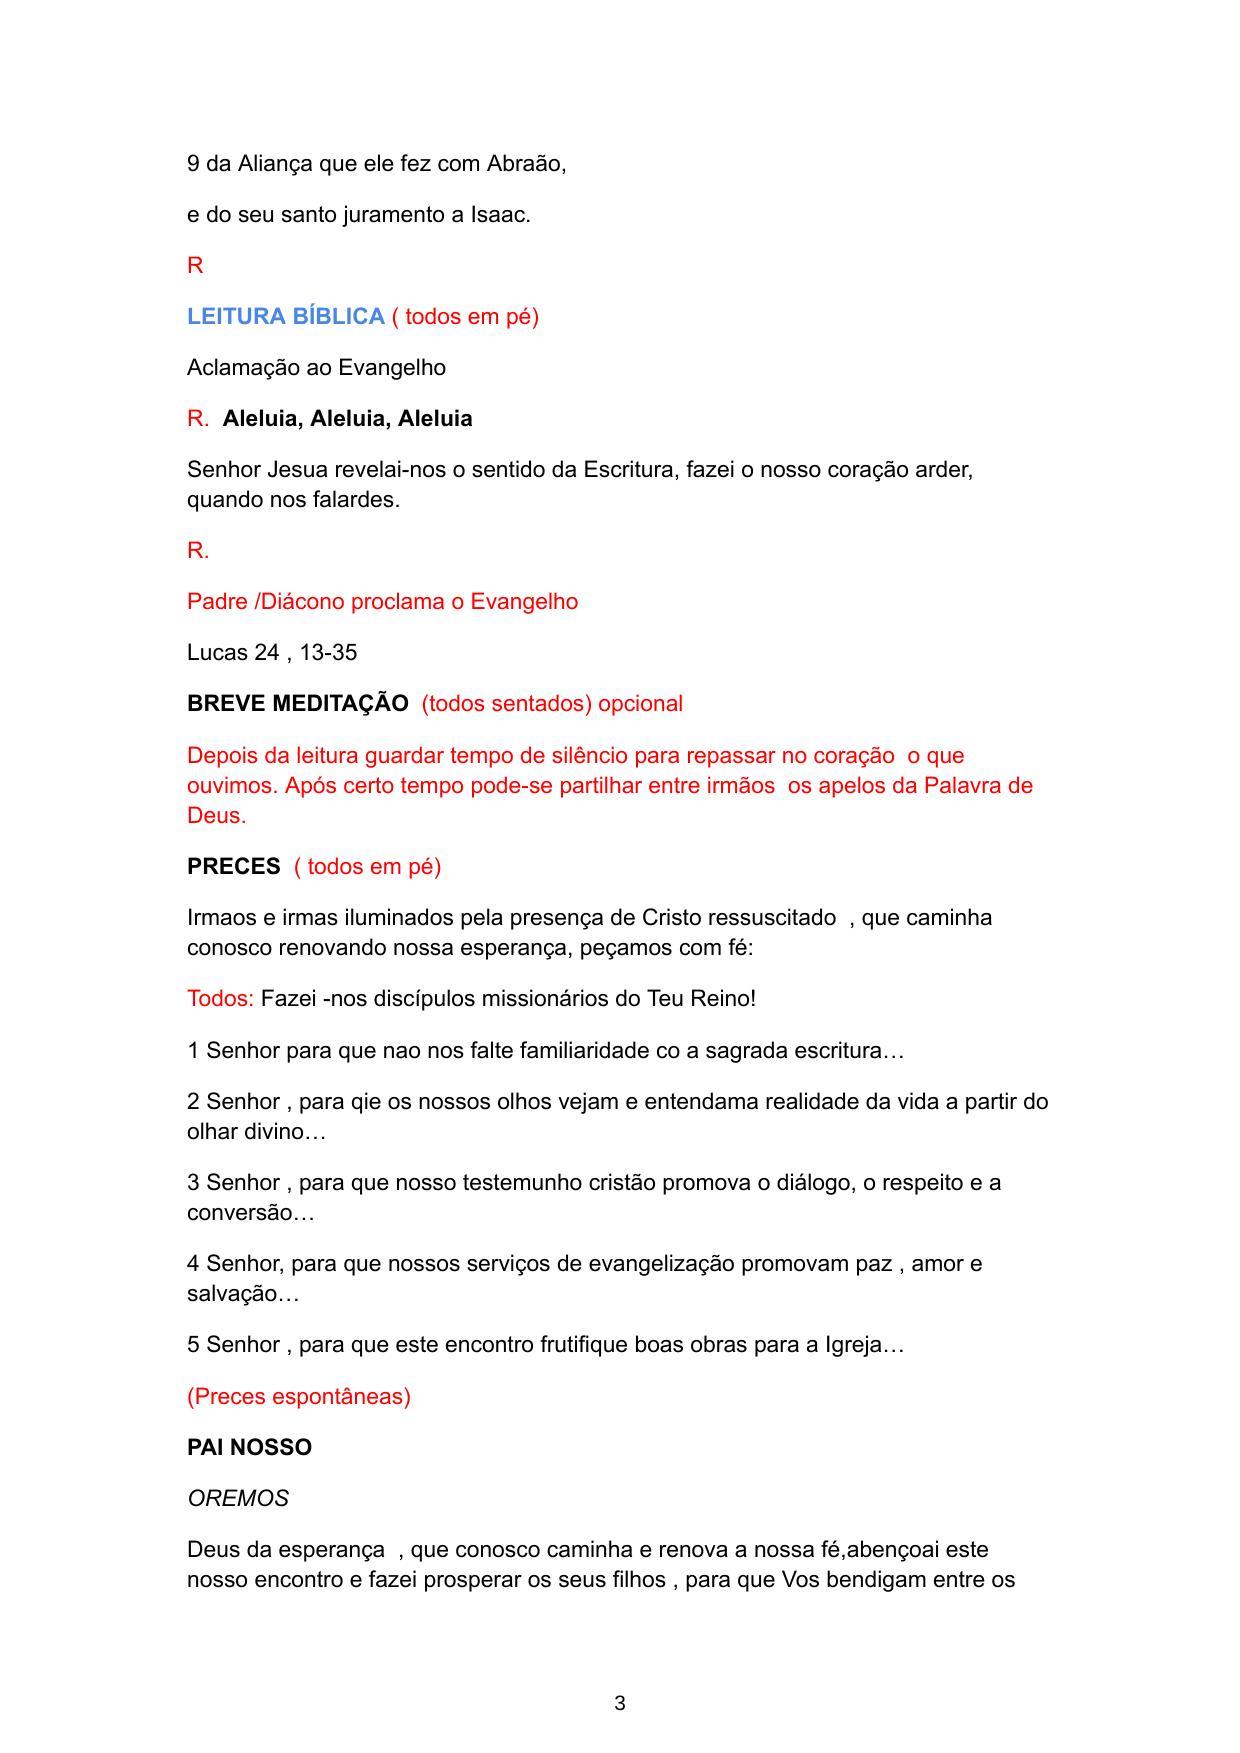 9 da Aliança que ele fez com Abraão,
e do seu santo juramento a Isaac.
R
LEITURA BÍBLICA ( todos em pé)
Aclamação ao Evangelho
R.  Aleluia, Aleluia, Aleluia
Senhor Jesua revelai-nos o sentido da Escritura, fazei o nosso coração arder,
quando nos falardes.
R.
Padre /Diácono proclama o Evangelho
Lucas 24 , 13-35
BREVE MEDITAÇÃO  (todos sentados) opcional
Depois da leitura guardar tempo de silêncio para repassar no coração  o que
ouvimos. Após certo tempo pode-se partilhar entre irmãos  os apelos da Palavra de
Deus.
PRECES  ( todos em pé)
Irmaos e irmas iluminados pela presença de Cristo ressuscitado  , que caminha
conosco renovando nossa esperança, peçamos com fé:
Todos: Fazei -nos discípulos missionários do Teu Reino!
1 Senhor para que nao nos falte familiaridade co a sagrada escritura…
2 Senhor , para qie os nossos olhos vejam e entendama realidade da vida a partir do
olhar divino…
3 Senhor , para que nosso testemunho cristão promova o diálogo, o respeito e a
conversão…
4 Senhor, para que nossos serviços de evangelização promovam paz , amor e
salvação…
5 Senhor , para que este encontro frutifique boas obras para a Igreja…
(Preces espontâneas)
PAI NOSSO
OREMOS
Deus da esperança  , que conosco caminha e renova a nossa fé,abençoai este
nosso encontro e fazei prosperar os seus filhos , para que Vos bendigam entre os
3